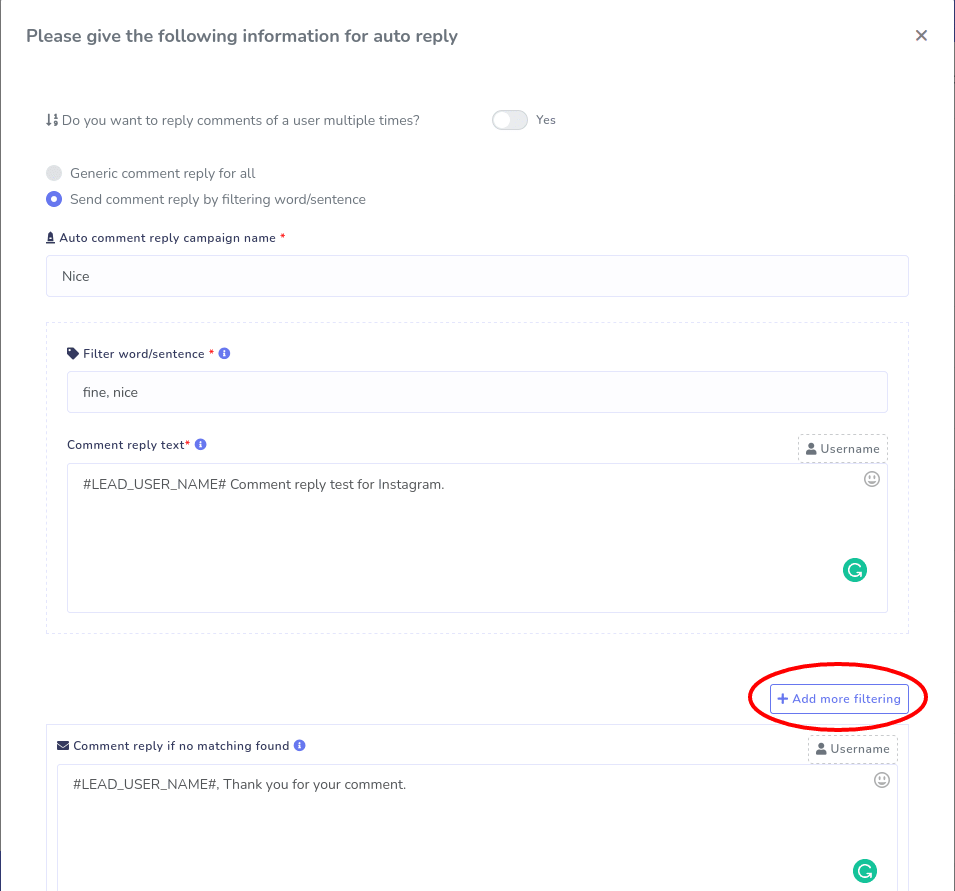 Please give the following information for auto reply
Do you want to reply comments of a user multiple times?
Yes
Generic comment reply for all
Send comment reply by filtering word/sentence
Auto comment reply campaign name *
Nice
Filter word/sentence *
fine, nice
Comment reply text*
Username
#LEAD_USER_NAME# Comment reply test for Instagram.
+ Add more filtering
Comment reply if no matching found
Username
#LEAD_USER_NAME#, Thank you for your comment.